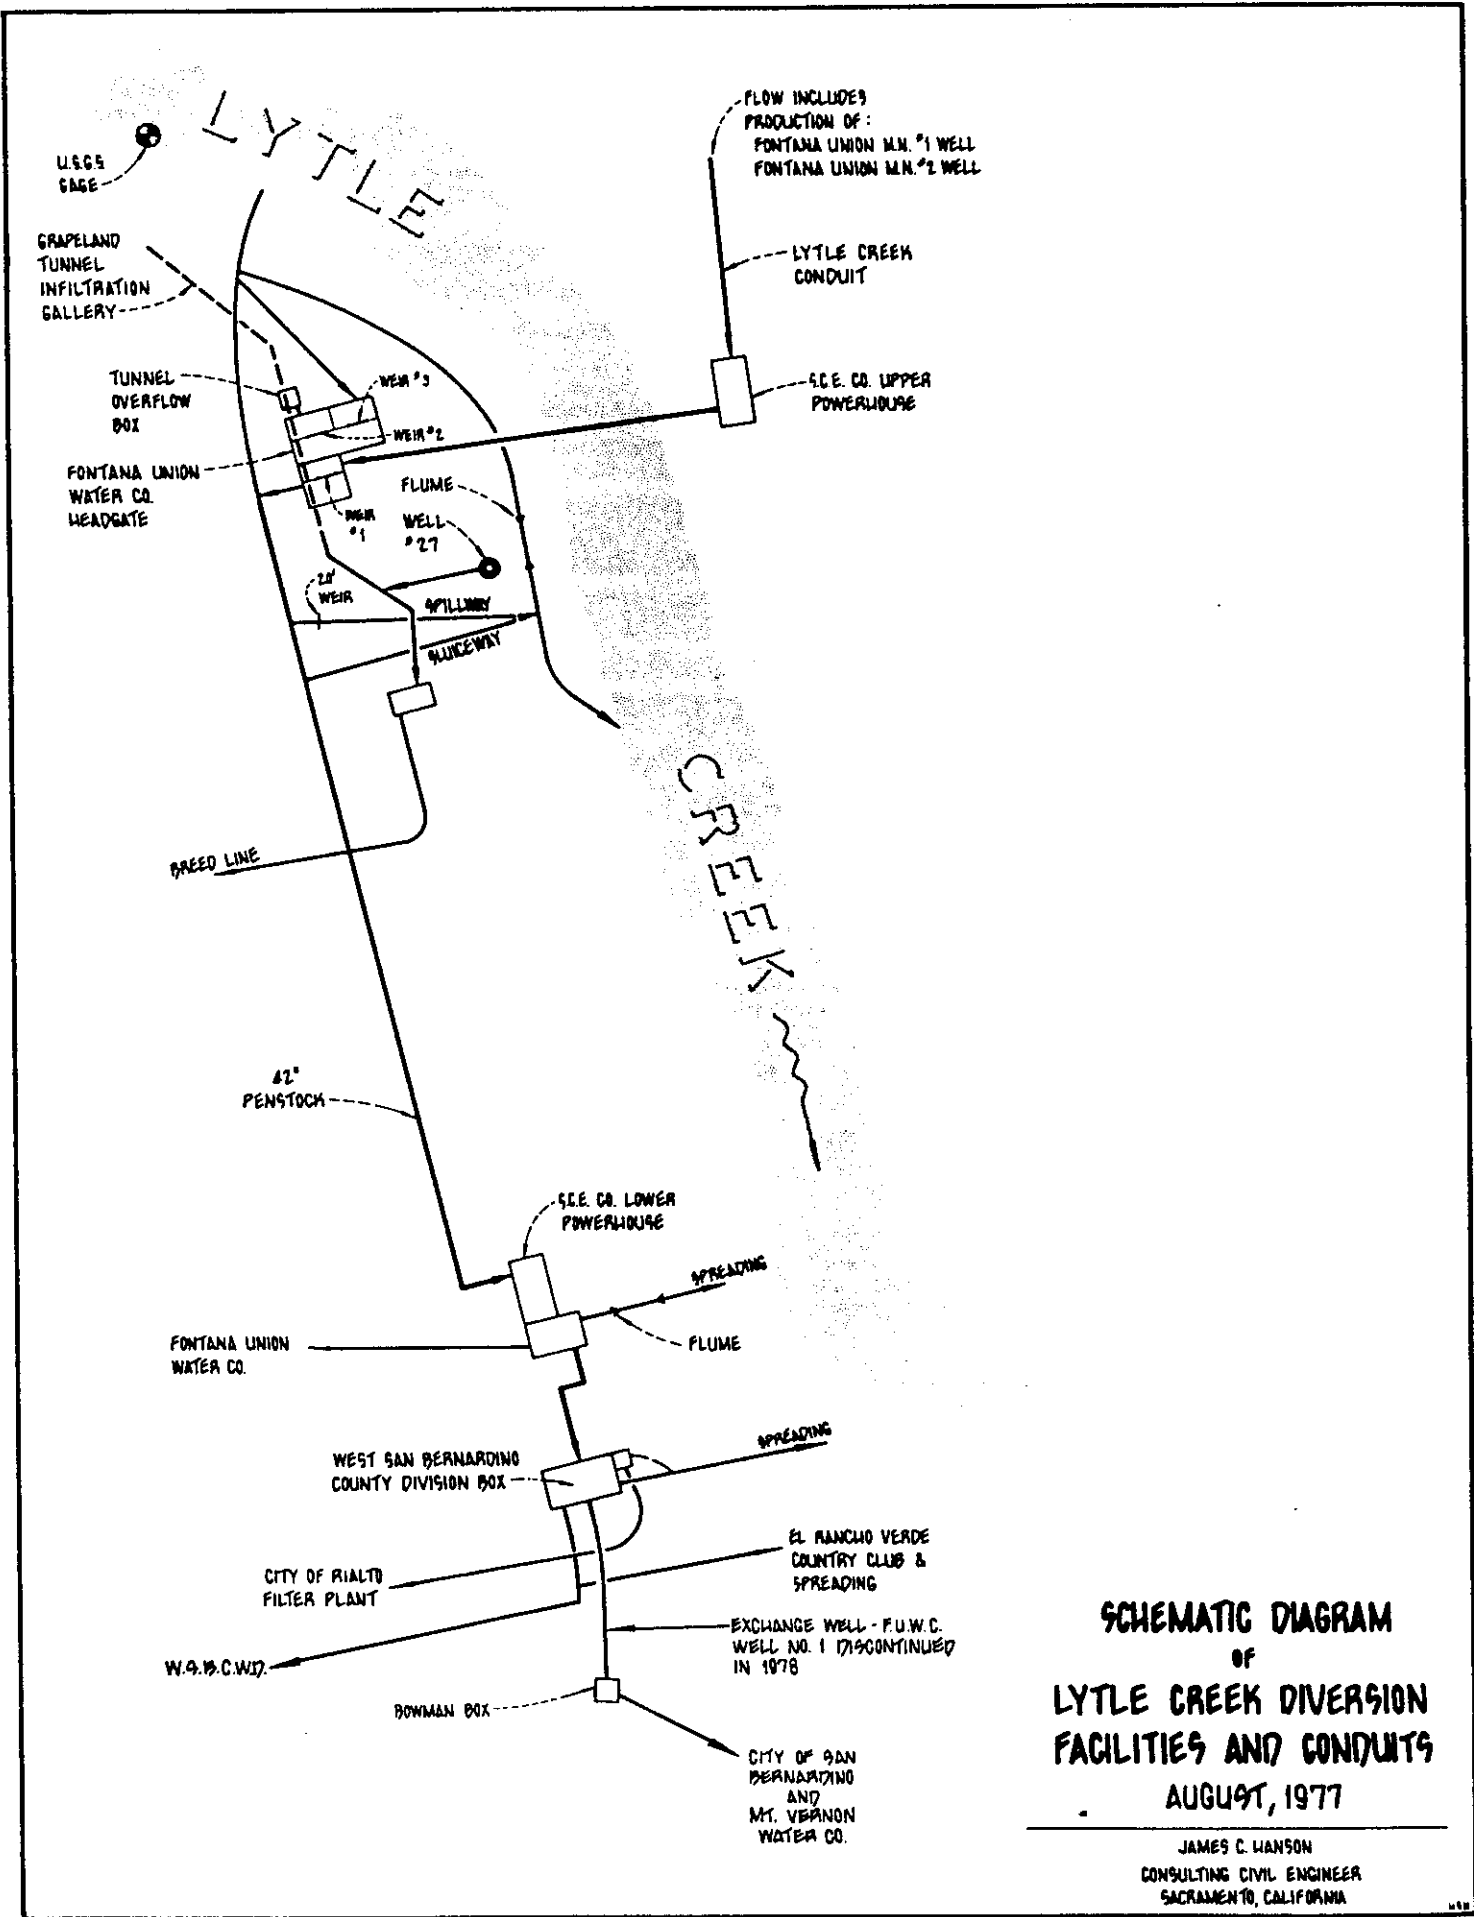 LYTLE
U.S.G.S
GAGE
FLOW INCLUDES
PRODUCTION OF :
FONTANA UNION M.N. #1 WELL
FONTANA UNION M.N. #2 WELL
GRAPELAND
TUNNEL
INFILTRATION
GALLERY
LYTLE CREEK
CONDUIT
TUNNEL
OVERFLOW
BOX
WEIR #3
S.C.E. CO. UPPER
POWERHOUSE
WEIR #2
FONTANA UNION
WATER CO.
HEADGATE
FLUME
WEIR
#1
WELL
#27
20'
WEIR
SPILLWAY
SLUICEWAY
CREEK
BREED LINE
42"
PENSTOCK
S.C.E. CO. LOWER
POWERHOUSE
SPREADING
FONTANA UNION
WATER CO.
FLUME
SPREADING
WEST SAN BERNARDINO
COUNTY DIVISION BOX
EL RANCHO VERDE
COUNTRY CLUB &
SPREADING
CITY OF RIALTO
FILTER PLANT
EXCHANGE WELL - F.U.W.C.
WELL NO. 1 DISCONTINUED
IN 1978
W.S.B.C.W.D.
BOWMAN BOX
CITY OF SAN
BERNARDINO
AND
MT. VERNON
WATER CO.
SCHEMATIC DIAGRAM
OF
LYTLE CREEK DIVERSION
FACILITIES AND CONDUITS
AUGUST, 1977
JAMES C. HANSON
CONSULTING CIVIL ENGINEER
SACRAMENTO, CALIFORNIA